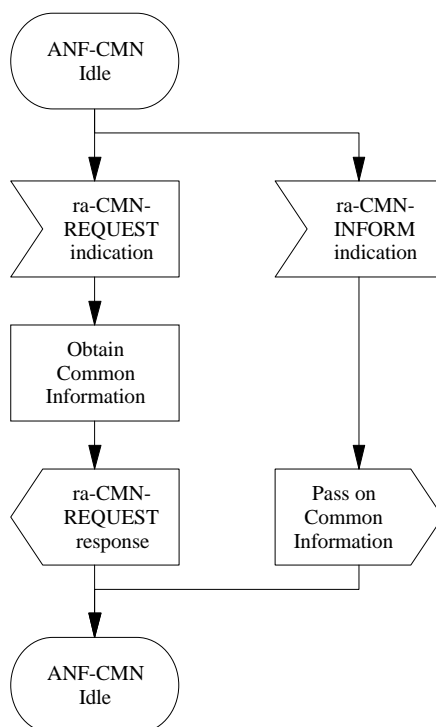 ANF-CMN
Idle
ra-CMN-
REQUEST
indication
ra-CMN-
INFORM
indication
Obtain
Common
Information
ra-CMN-
REQUEST
response
Pass on
Common
Information
ANF-CMN
Idle